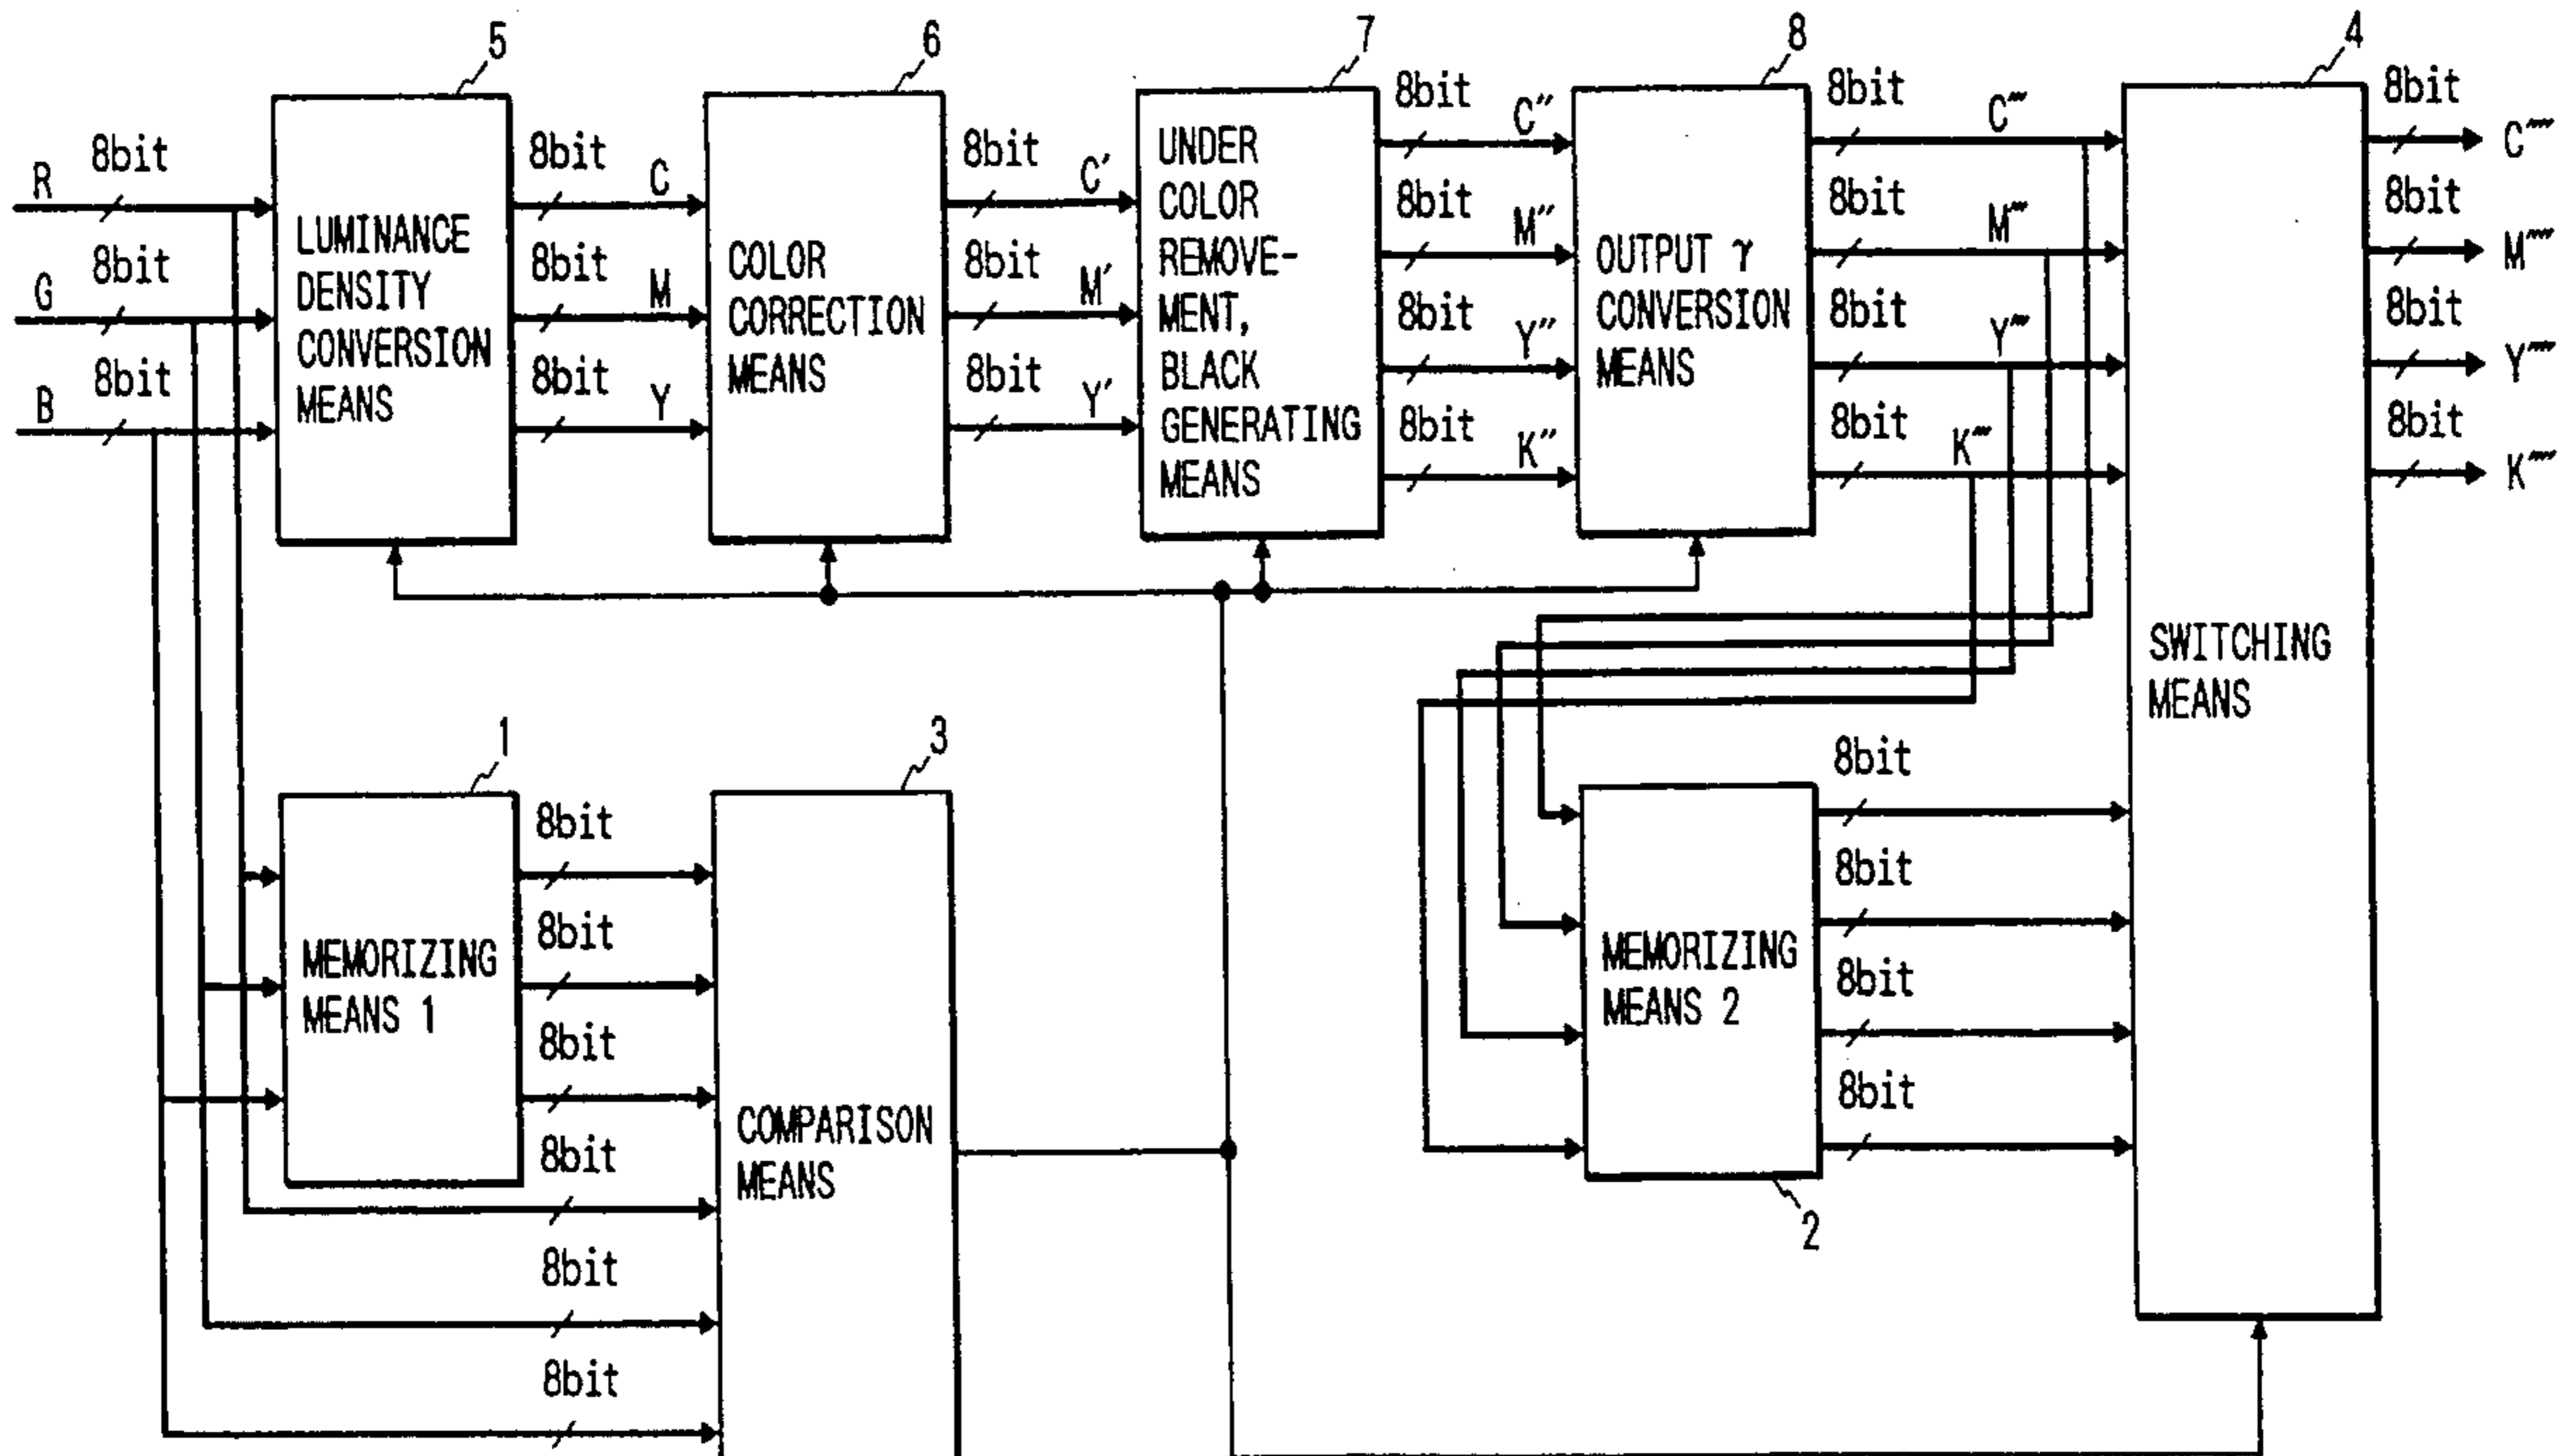 5
6
7
8
4
R
8bit
G
8bit
B
8bit
LUMINANCE
DENSITY
CONVERSION
MEANS
8bit
C
8bit
M
8bit
Y
COLOR
CORRECTION
MEANS
8bit
C′
8bit
M′
8bit
Y′
UNDER
COLOR
REMOVE-
MENT,
BLACK
GENERATING
MEANS
8bit
C″
8bit
M″
8bit
Y″
8bit
K″
OUTPUT γ
CONVERSION
MEANS
8bit
C‴
8bit
M‴
8bit
Y‴
8bit
K‴
SWITCHING
MEANS
8bit
C⁗
8bit
M⁗
8bit
Y⁗
8bit
K⁗
1
MEMORIZING
MEANS 1
8bit
8bit
8bit
8bit
8bit
8bit
3
COMPARISON
MEANS
MEMORIZING
MEANS 2
2
8bit
8bit
8bit
8bit